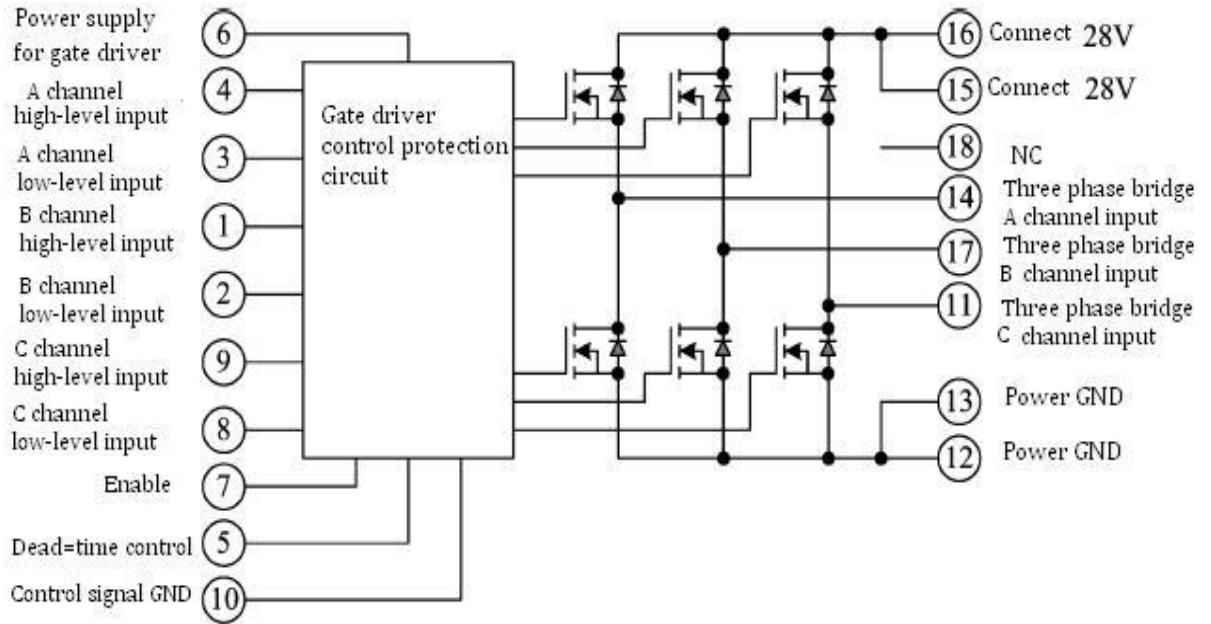 Power supply
for gate driver
6
A channel
high-level input
4
A channel
low-level input
3
B channel
high-level input
1
B channel
low-level input
2
C channel
high-level input
9
C channel
low-level input
8
Enable
7
Dead=time control
5
Control signal GND
10
Gate driver
control protection
circuit
16 Connect 28V
15 Connect 28V
18 NC
14
Three phase bridge
A channel input
17
Three phase bridge
B channel input
11
Three phase bridge
C channel input
13 Power GND
12 Power GND